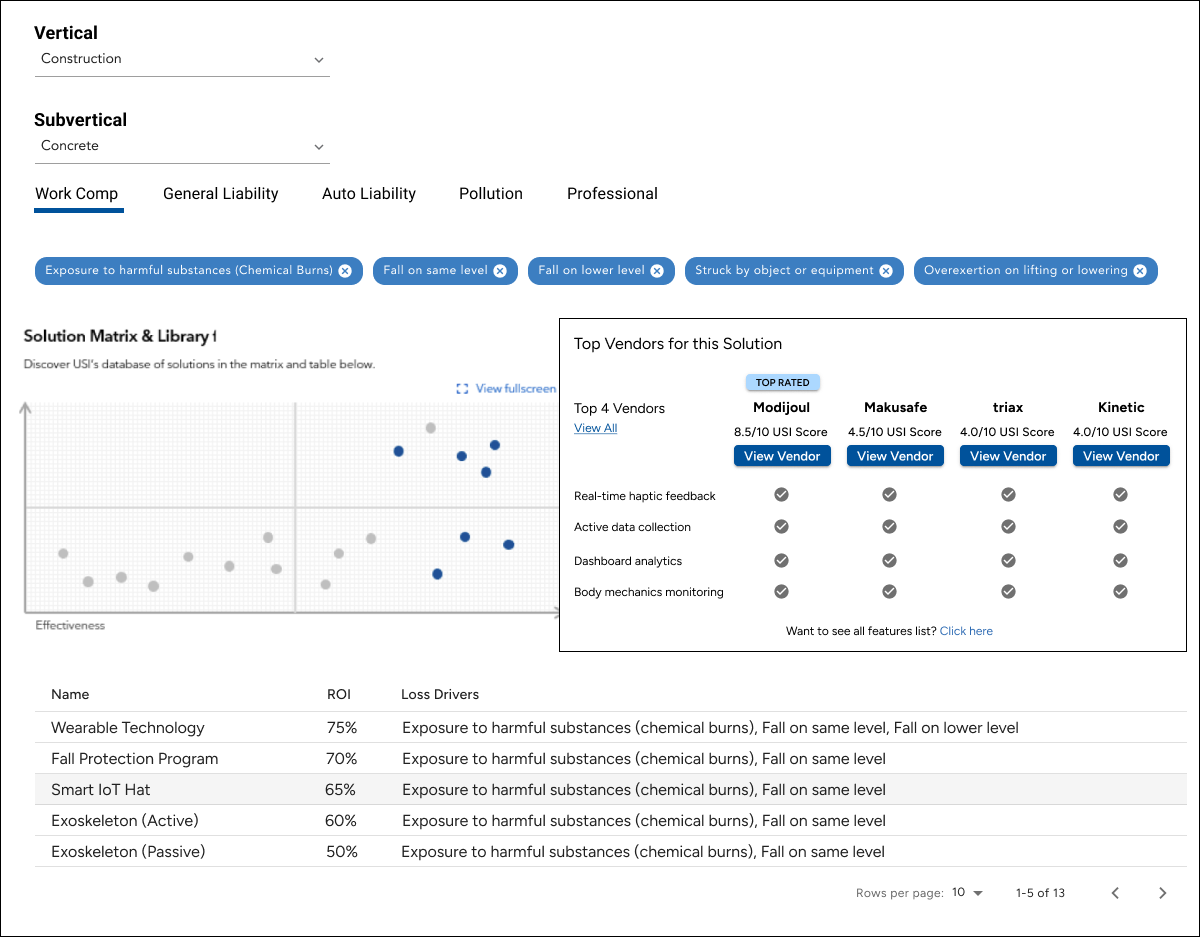 Vertical
Construction
Subvertical
Concrete
Work Comp General Liability Auto Liability Pollution Professional
Exposure to harmful substances (Chemical Burns) Fall on same level Fall on lower level Struck by object or equipment Overexertion on lifting or lowering
Solution Matrix & Library
Discover USI's database of solutions in the matrix and table below.
View fullscreen
Effectiveness
Top Vendors for this Solution
TOP RATED
Top 4 Vendors Modijoul Makusafe triax Kinetic
View All 8.5/10 USI Score 4.5/10 USI Score 4.0/10 USI Score 4.0/10 USI Score
View Vendor View Vendor View Vendor View Vendor
Real-time haptic feedback
Active data collection
Dashboard analytics
Body mechanics monitoring
Want to see all features list? Click here
Name ROI Loss Drivers
Wearable Technology 75% Exposure to harmful substances (chemical burns), Fall on same level, Fall on lower level
Fall Protection Program 70% Exposure to harmful substances (chemical burns), Fall on same level
Smart IoT Hat 65% Exposure to harmful substances (chemical burns), Fall on same level
Exoskeleton (Active) 60% Exposure to harmful substances (chemical burns), Fall on same level
Exoskeleton (Passive) 50% Exposure to harmful substances (chemical burns), Fall on same level
Rows per page: 10 1-5 of 13